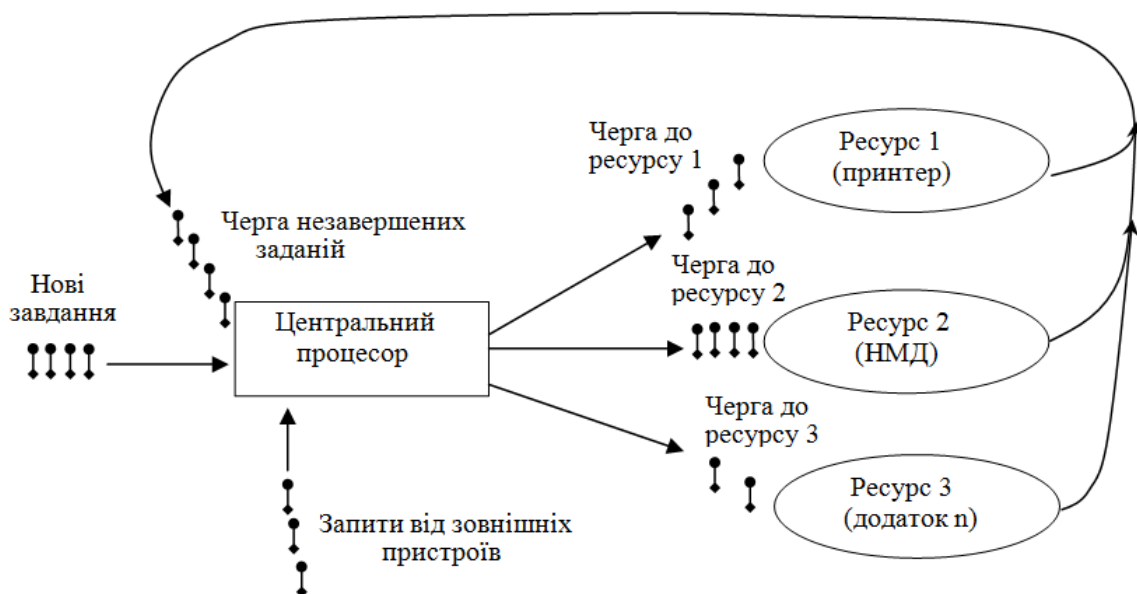 Черга до
ресурсу 1
Ресурс 1
(принтер)
Черга незавершених
заданій
Нові
завдання
Центральний
процесор
Черга до
ресурсу 2
Ресурс 2
(НМД)
Черга до
ресурсу 3
Ресурс 3
(додаток n)
Запити від зовнішніх
пристроїв